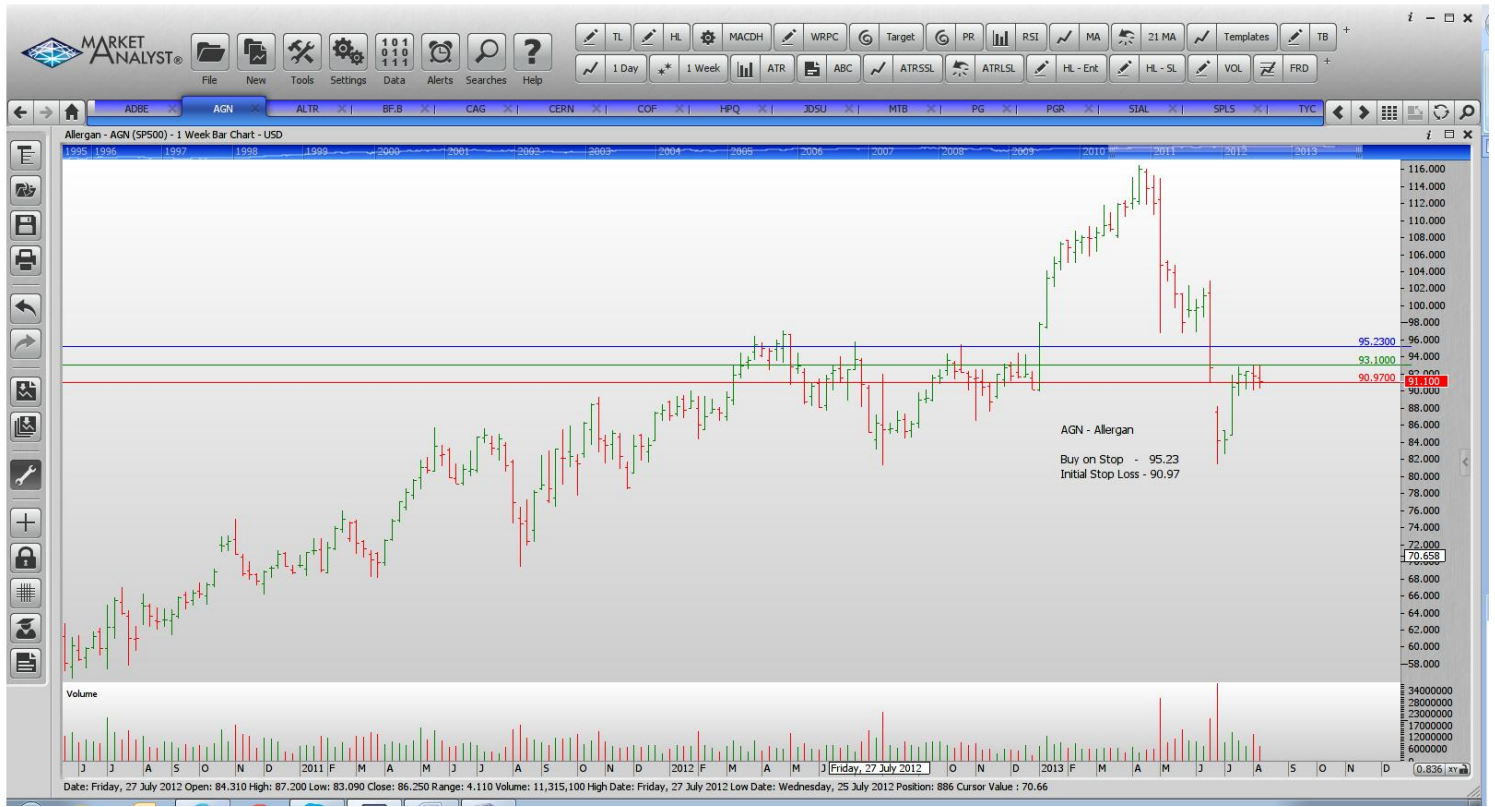 i
MARKET ANALYST®
File New Tools Settings Data Alerts Searches Help
TL HL MACDH WRPC Target PR RSI MA 21 MA Templates TB +
1 Day 1 Week ATR ABC ATRSSL ATRLSL HL - Ent HL - SL VOL FRD +
ADBE AGN ALTR BF.B CAG CERN COF HPQ JDSU MTB PG PGR SIAL SPLS TYC
Allergan - AGN (SP500) - 1 Week Bar Chart - USD
i
1995 1996 1997 1998 1999 2000 2001 2002 2003 2004 2005 2006 2007 2008 2009 2010 2011 2012 2013
116.000
114.000
112.000
110.000
108.000
106.000
104.000
102.000
100.000
98.000
95.2300 96.000
94.000
93.1000
92.000
90.9700 91.100
90.000
88.000
86.000
AGN - Allergan
84.000
Buy on Stop - 95.23
82.000
Initial Stop Loss - 90.97
80.000
78.000
76.000
74.000
72.000
70.658
68.000
66.000
64.000
62.000
60.000
58.000
Volume
34000000
28000000
23000000
17000000
12000000
6000000
0
J J A S O N D 2011 F M A M J J A S O N D 2012 F M A M J Friday, 27 July 2012 O N D 2013 F M A M J J A S O N D 0.836 XY
Date: Friday, 27 July 2012 Open: 84.310 High: 87.200 Low: 83.090 Close: 86.250 Range: 4.110 Volume: 11,315,100 High Date: Friday, 27 July 2012 Low Date: Wednesday, 25 July 2012 Position: 886 Cursor Value : 70.66